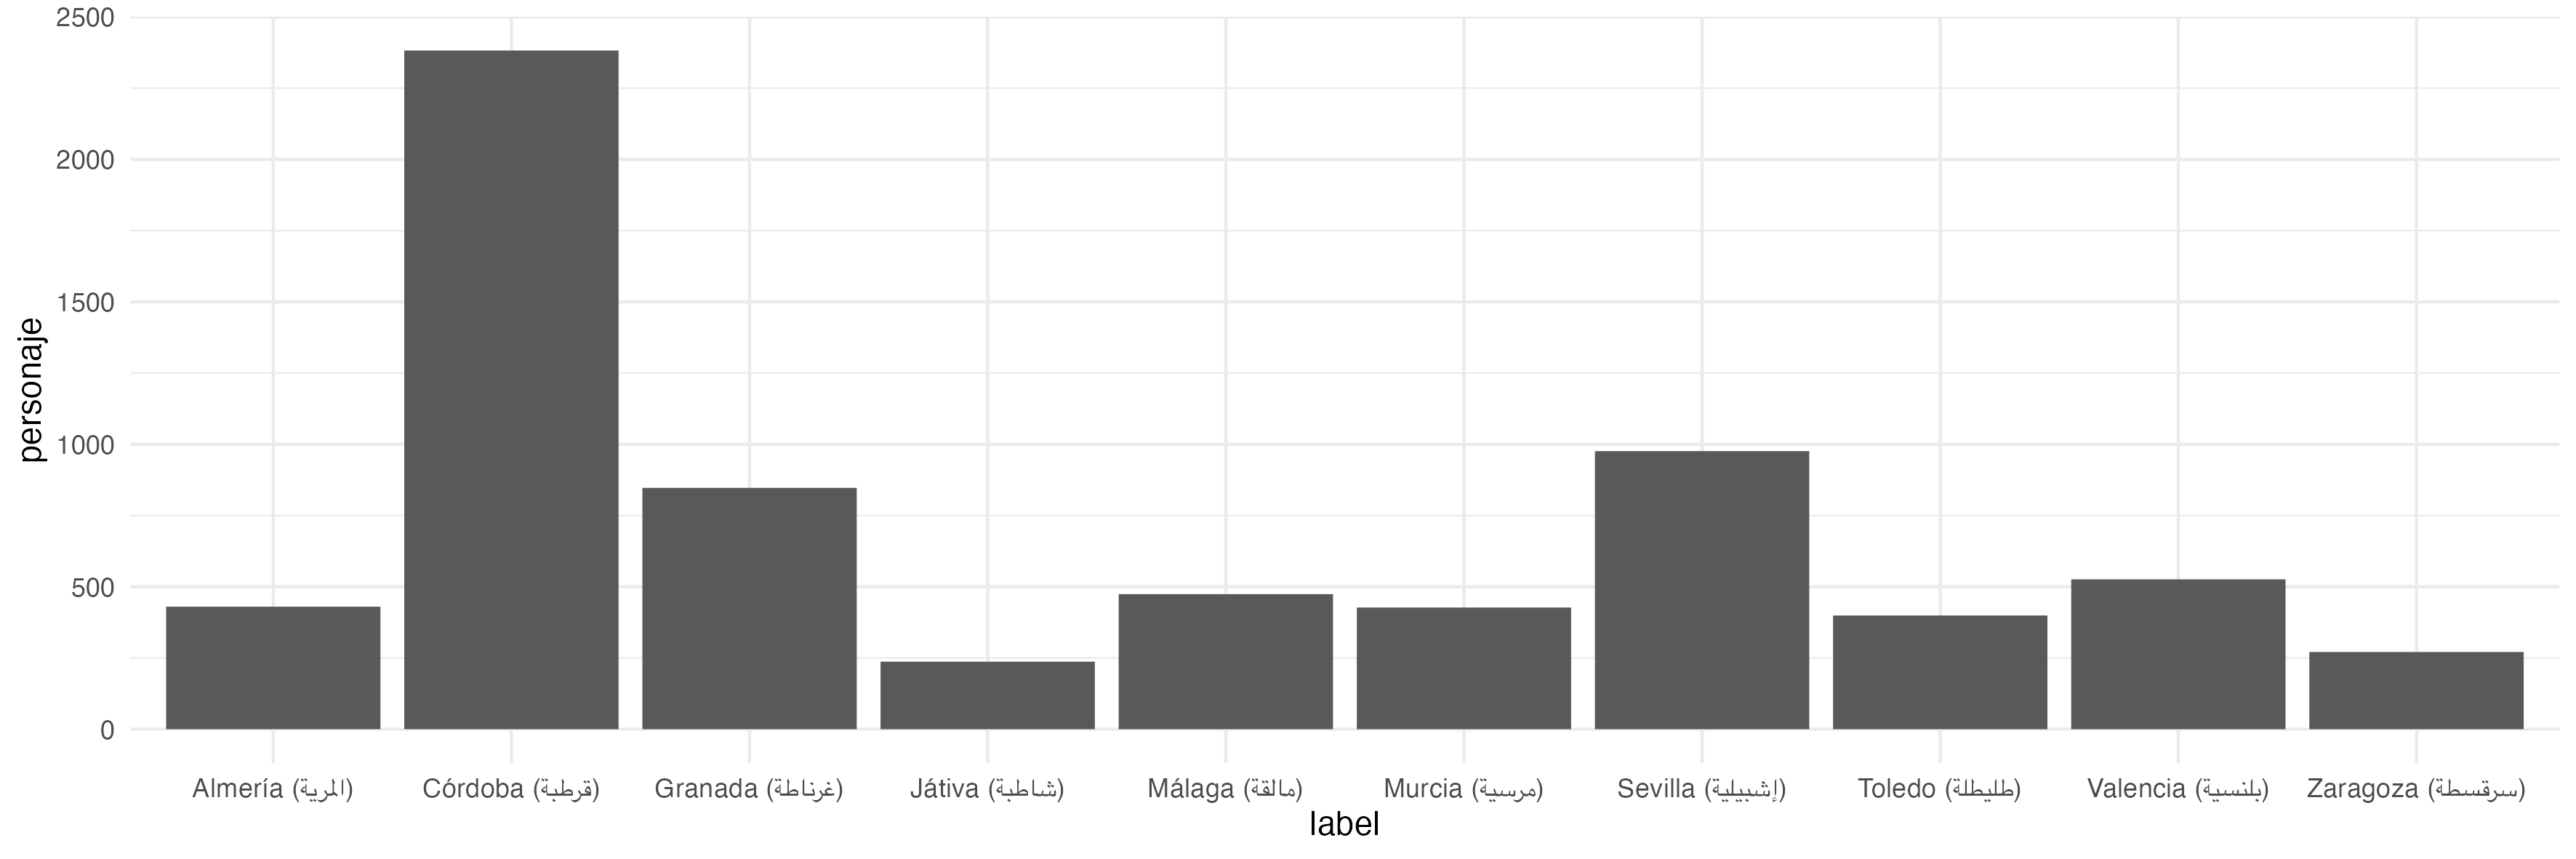 2500
2000
1500
1000
500
0
personaje
Almería (المرية)
Córdoba (قرطبة)
Granada (غرناطة)
Játiva (شاطبة)
Málaga (مالقة)
Murcia (مرسية)
Sevilla (إشبيلية)
Toledo (طليطلة)
Valencia (بلنسية)
Zaragoza (سرقسطة)
label